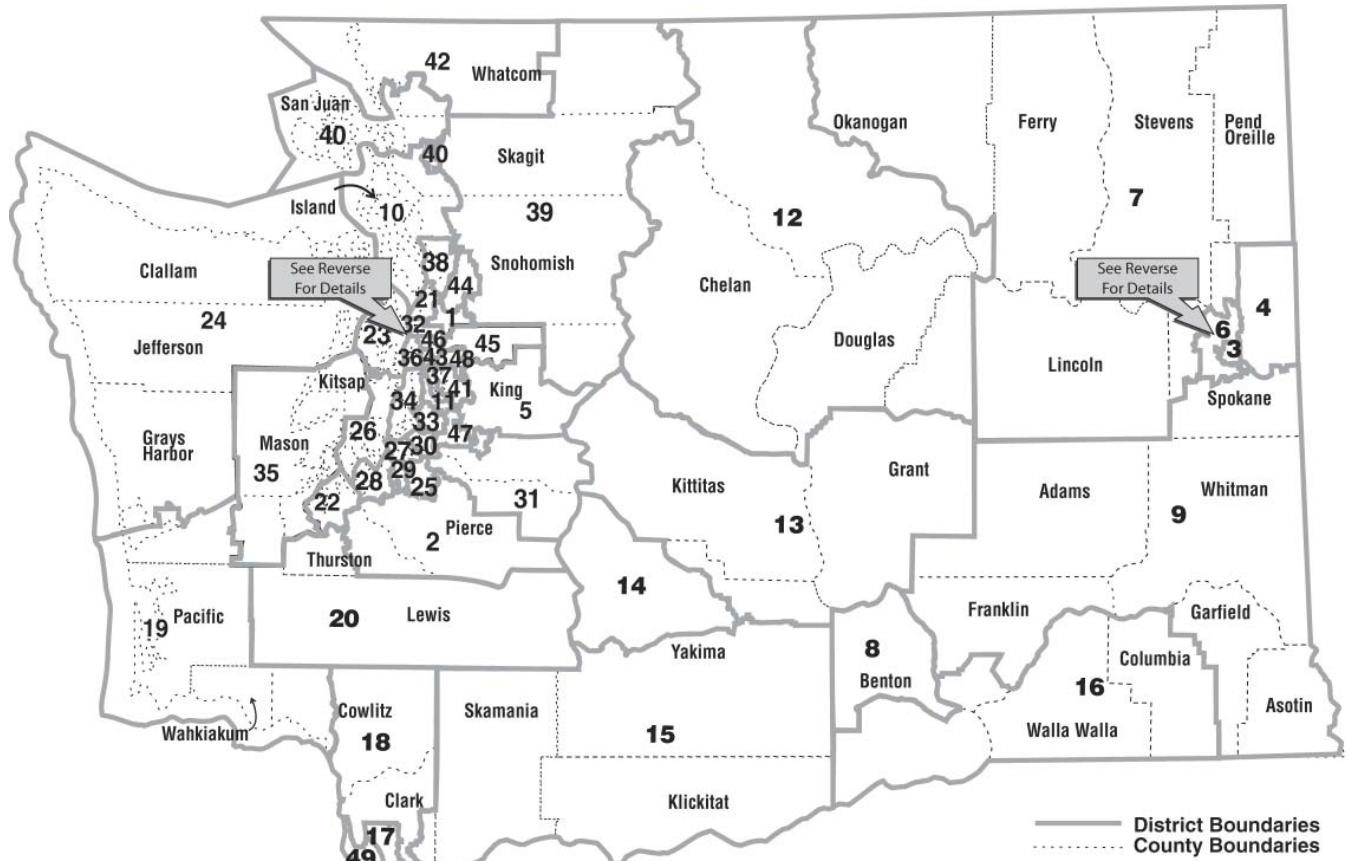 42
Whatcom
San Juan
40
Okanogan
Ferry
Stevens
Pend
Oreille
40
Skagit
Island
10
39
12
7
Clallam
See Reverse
For Details
38
Snohomish
44
Chelan
See Reverse
For Details
4
21
1
24
32
23
46
45
6
3
Jefferson
36
43
48
Douglas
Lincoln
Kitsap
37
41
King
5
34
11
Spokane
Grays
Harbor
Mason
35
26
33
47
27
30
29
28
25
22
31
Kittitas
Grant
Adams
Whitman
13
9
2
Pierce
Thurston
14
19
Pacific
20
Lewis
Franklin
Garfield
Yakima
8
Benton
Columbia
16
Asotin
Cowlitz
18
Skamania
Wahkiakum
15
Walla Walla
Clark
Klickitat
17
49
District Boundaries
County Boundaries